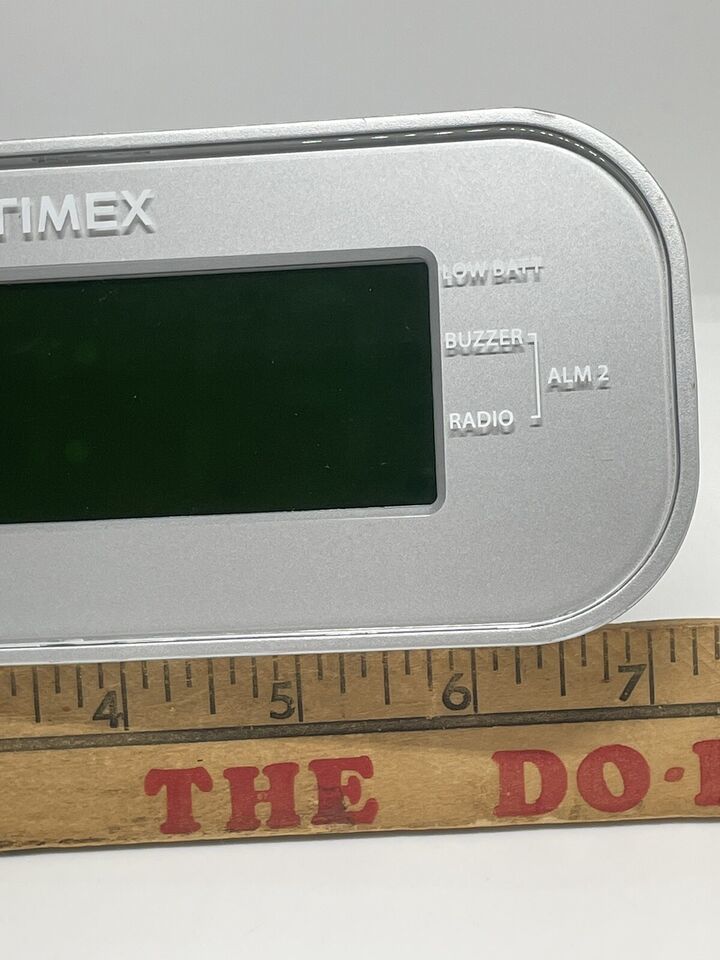 TIMEX
LOW BATT
BUZZER
ALM 2
RADIO
4 5 6 7
THE DO-